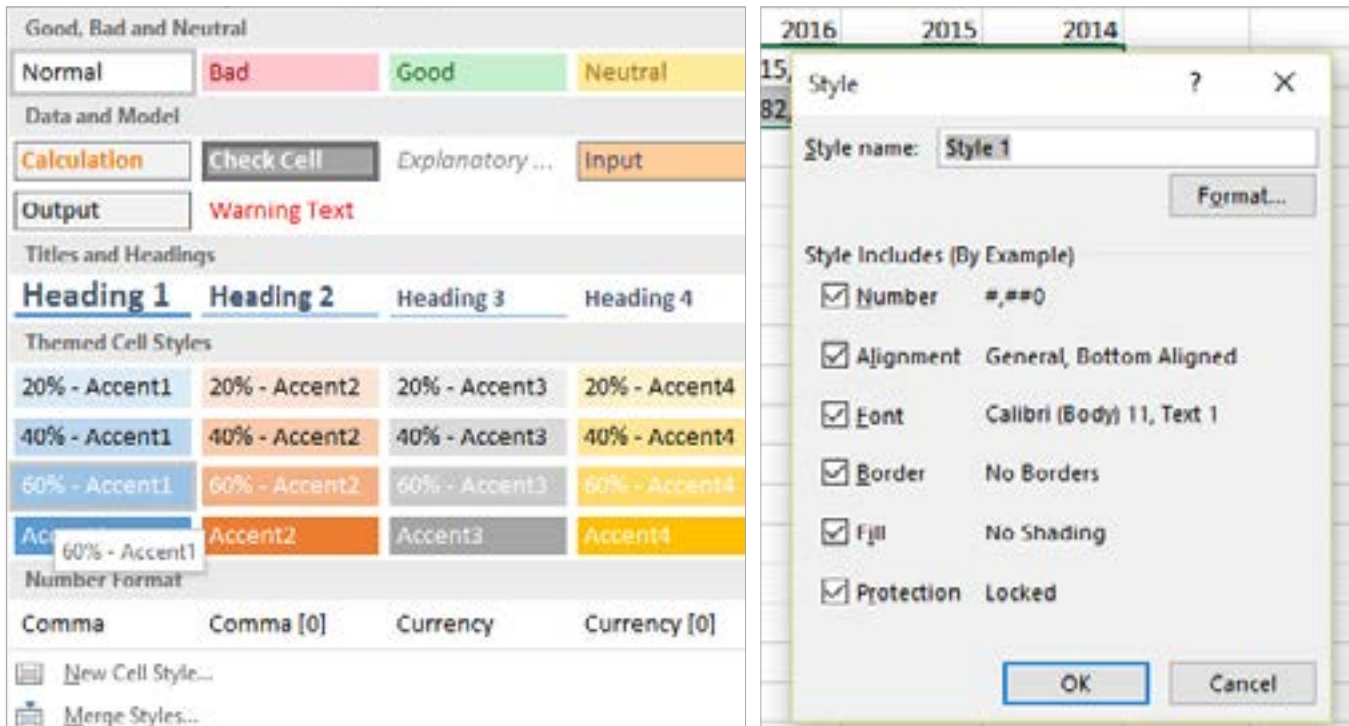 Good, Bad and Neutral
Normal Bad Good Neutral
Data and Model
Calculation Check Cell Explanatory ... Input
Output Warning Text
Titles and Headings
Heading 1 Heading 2 Heading 3 Heading 4
Themed Cell Styles
20% - Accent1 20% - Accent2 20% - Accent3 20% - Accent4
40% - Accent1 40% - Accent2 40% - Accent3 40% - Accent4
60% - Accent1 60% - Accent2 60% - Accent3 60% - Accent4
Acc Accent2 Accent3 Accent4
60% - Accent1
Number Format
Comma Comma [0] Currency Currency [0]
New Cell Style...
Merge Styles...
2016 2015 2014
15,
82,
Style ? X
Style name: Style 1
Format...
Style Includes (By Example)
Number #,##0
Alignment General, Bottom Aligned
Font Calibri (Body) 11, Text 1
Border No Borders
Fill No Shading
Protection Locked
OK Cancel